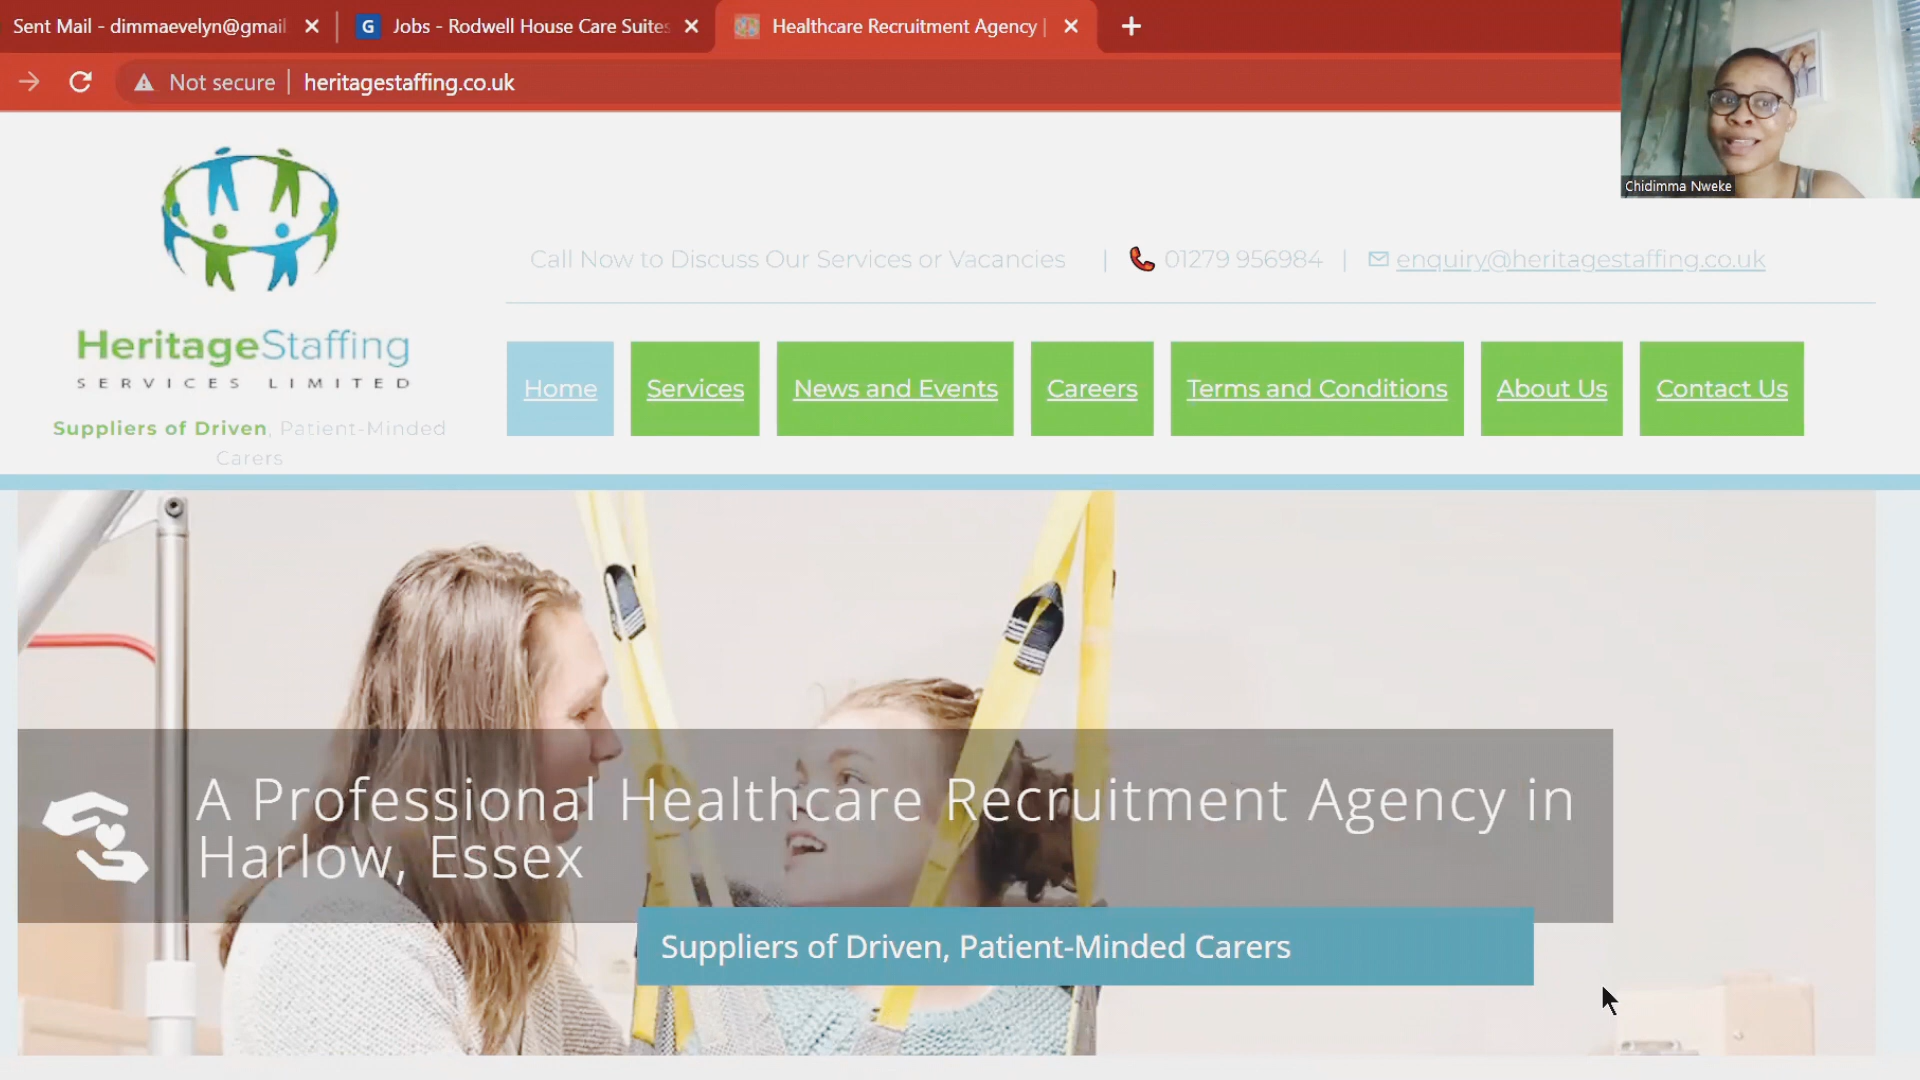 Sent Mail - dimmaevelyn@gmail
Jobs - Rodwell House Care Suites
Healthcare Recruitment Agency |
Not secure
heritagestaffing.co.uk
Chidimma Nweke
Call Now to Discuss Our Services or Vacancies | 01279 956984 | enquiry@heritagestaffing.co.uk
HeritageStaffing
SERVICES LIMITED
Suppliers of Driven, Patient-Minded
Carers
Home
Services
News and Events
Careers
Terms and Conditions
About Us
Contact Us
A Professional Healthcare Recruitment Agency in
Harlow, Essex
Suppliers of Driven, Patient-Minded Carers